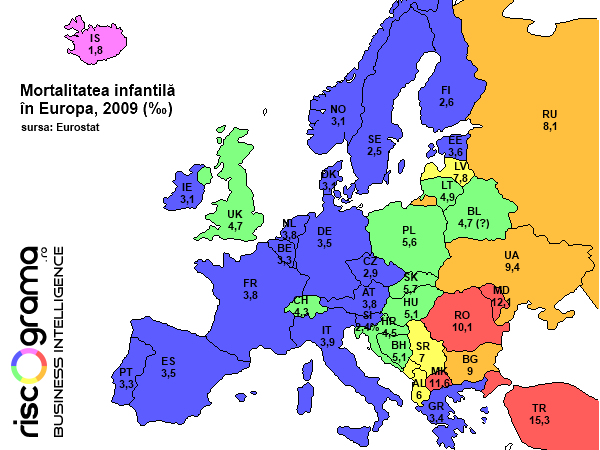 IS
1,8
Mortalitatea infantilă
în Europa, 2009 (‰)
sursa: Eurostat
NO
3,1
SE
2,5
FI
2,6
RU
8,1
EE
3,6
LV
7,8
LT
4,9
BL
4,7 (?)
DK
3,1
IE
3,1
UK
4,7
NL
3,8
BE
3,3
DE
3,5
PL
5,6
CZ
2,9
SK
5,7
UA
9,4
MD
12,1
FR
3,8
CH
4,3
AT
3,8
HU
5,1
RO
10,1
SI
2,4‰
HR
4,5
IT
3,9
BH
5,1
SR
7
BG
9
MK
11,6
AL
6
GR
3,4
TR
15,3
PT
3,3
ES
3,5
riscograma.ro
BUSINESS INTELLIGENCE